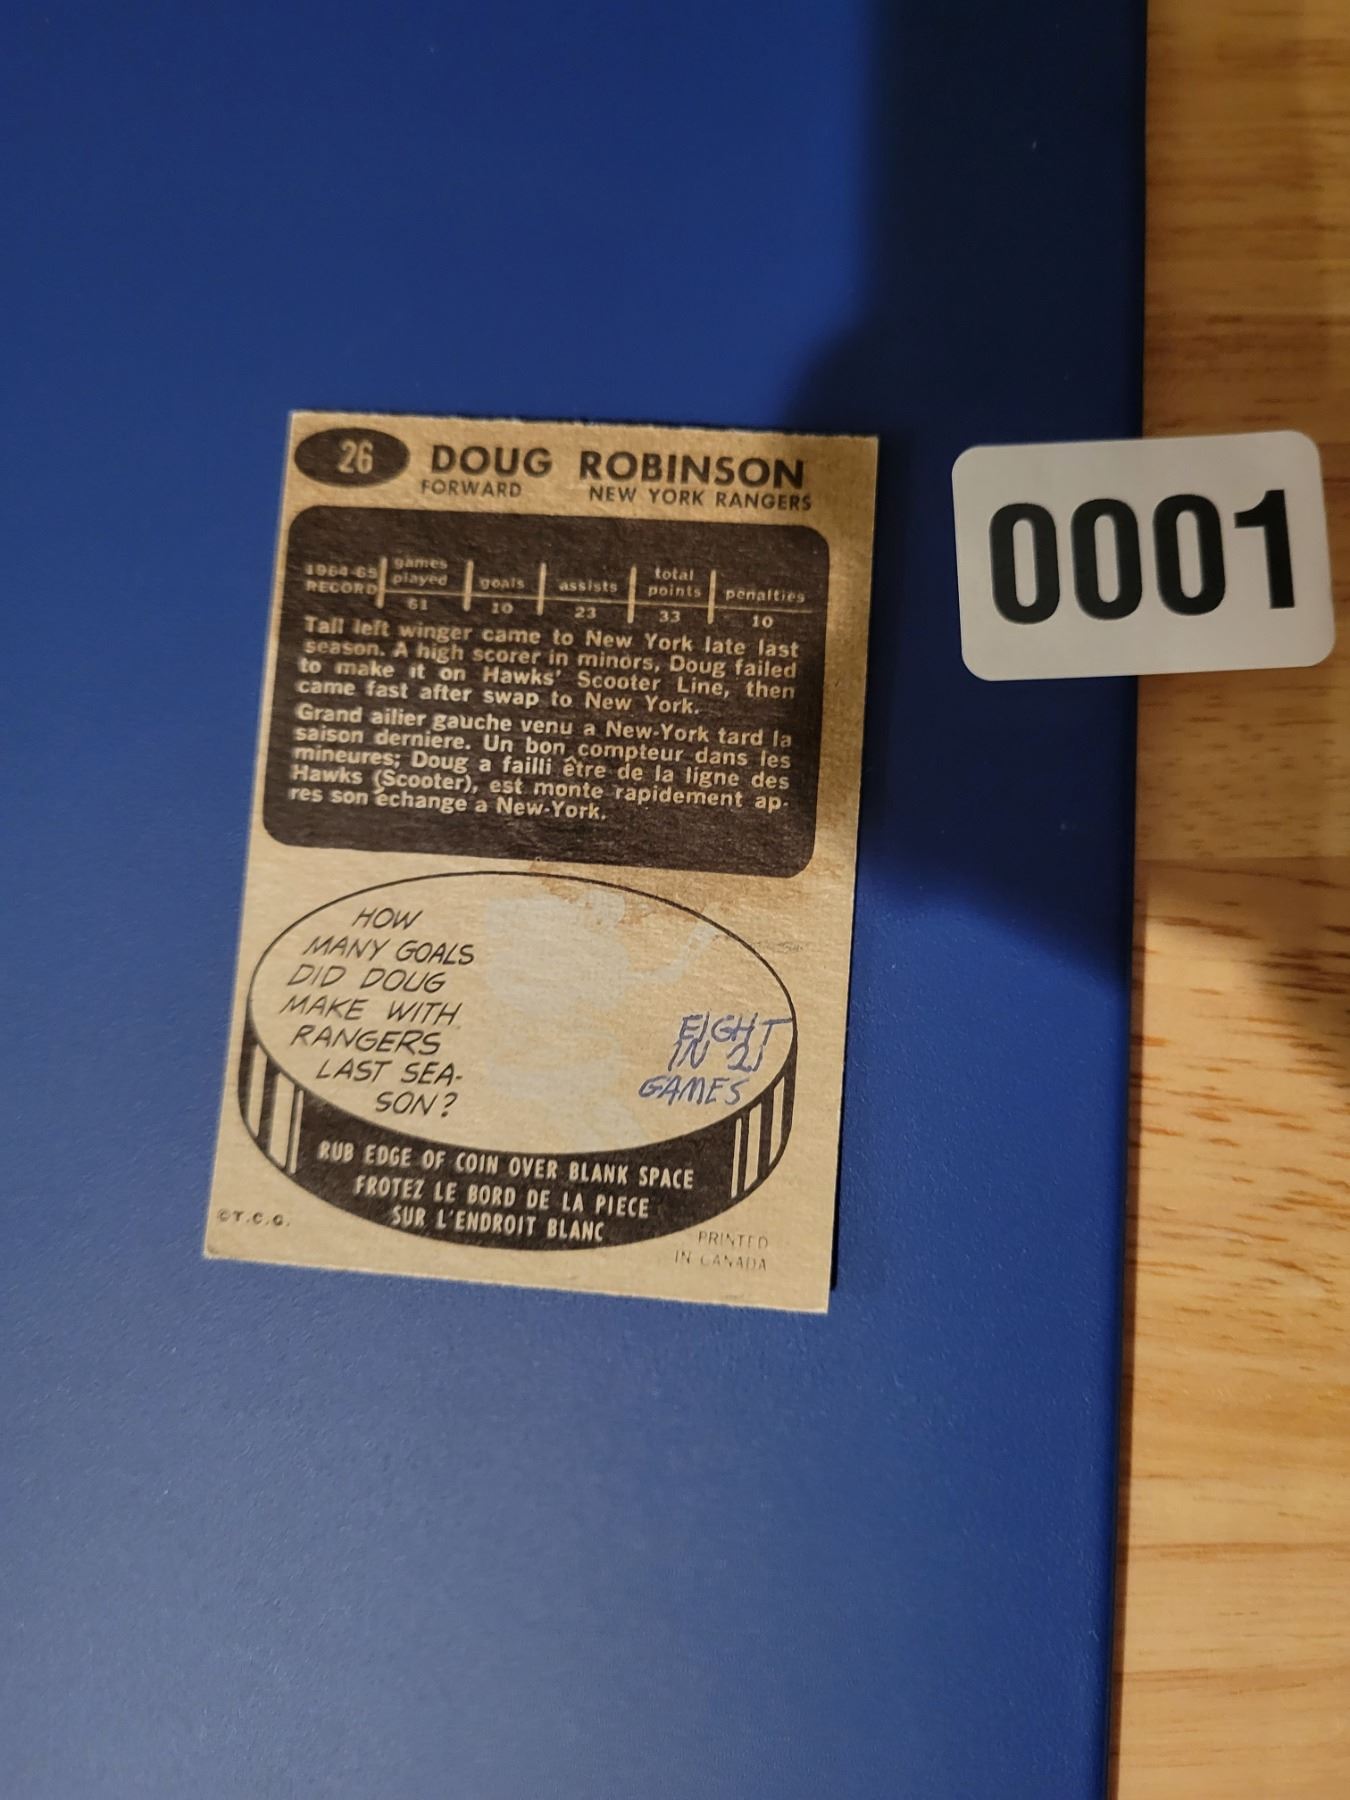 26 DOUG ROBINSON
FORWARD NEW YORK RANGERS
1964-65 RECORD games played goals assists total points penalties
61 10 23 33 10
Tall left winger came to New York late last
season. A high scorer in minors, Doug failed
to make it on Hawks' Scooter Line, then
came fast after swap to New York.
Grand ailier gauche venu a New-York tard la
saison derniere. Un bon compteur dans les
mineures; Doug a failli être de la ligne des
Hawks (Scooter), est monte rapidement ap-
res son échange a New-York.
HOW
MANY GOALS
DID DOUG
MAKE WITH
RANGERS
LAST SEA-
SON?
EIGHT
IN 21
GAMES
RUB EDGE OF COIN OVER BLANK SPACE
FROTEZ LE BORD DE LA PIECE
SUR L'ENDROIT BLANC
©T.C.G.
PRINTED
IN CANADA
0001